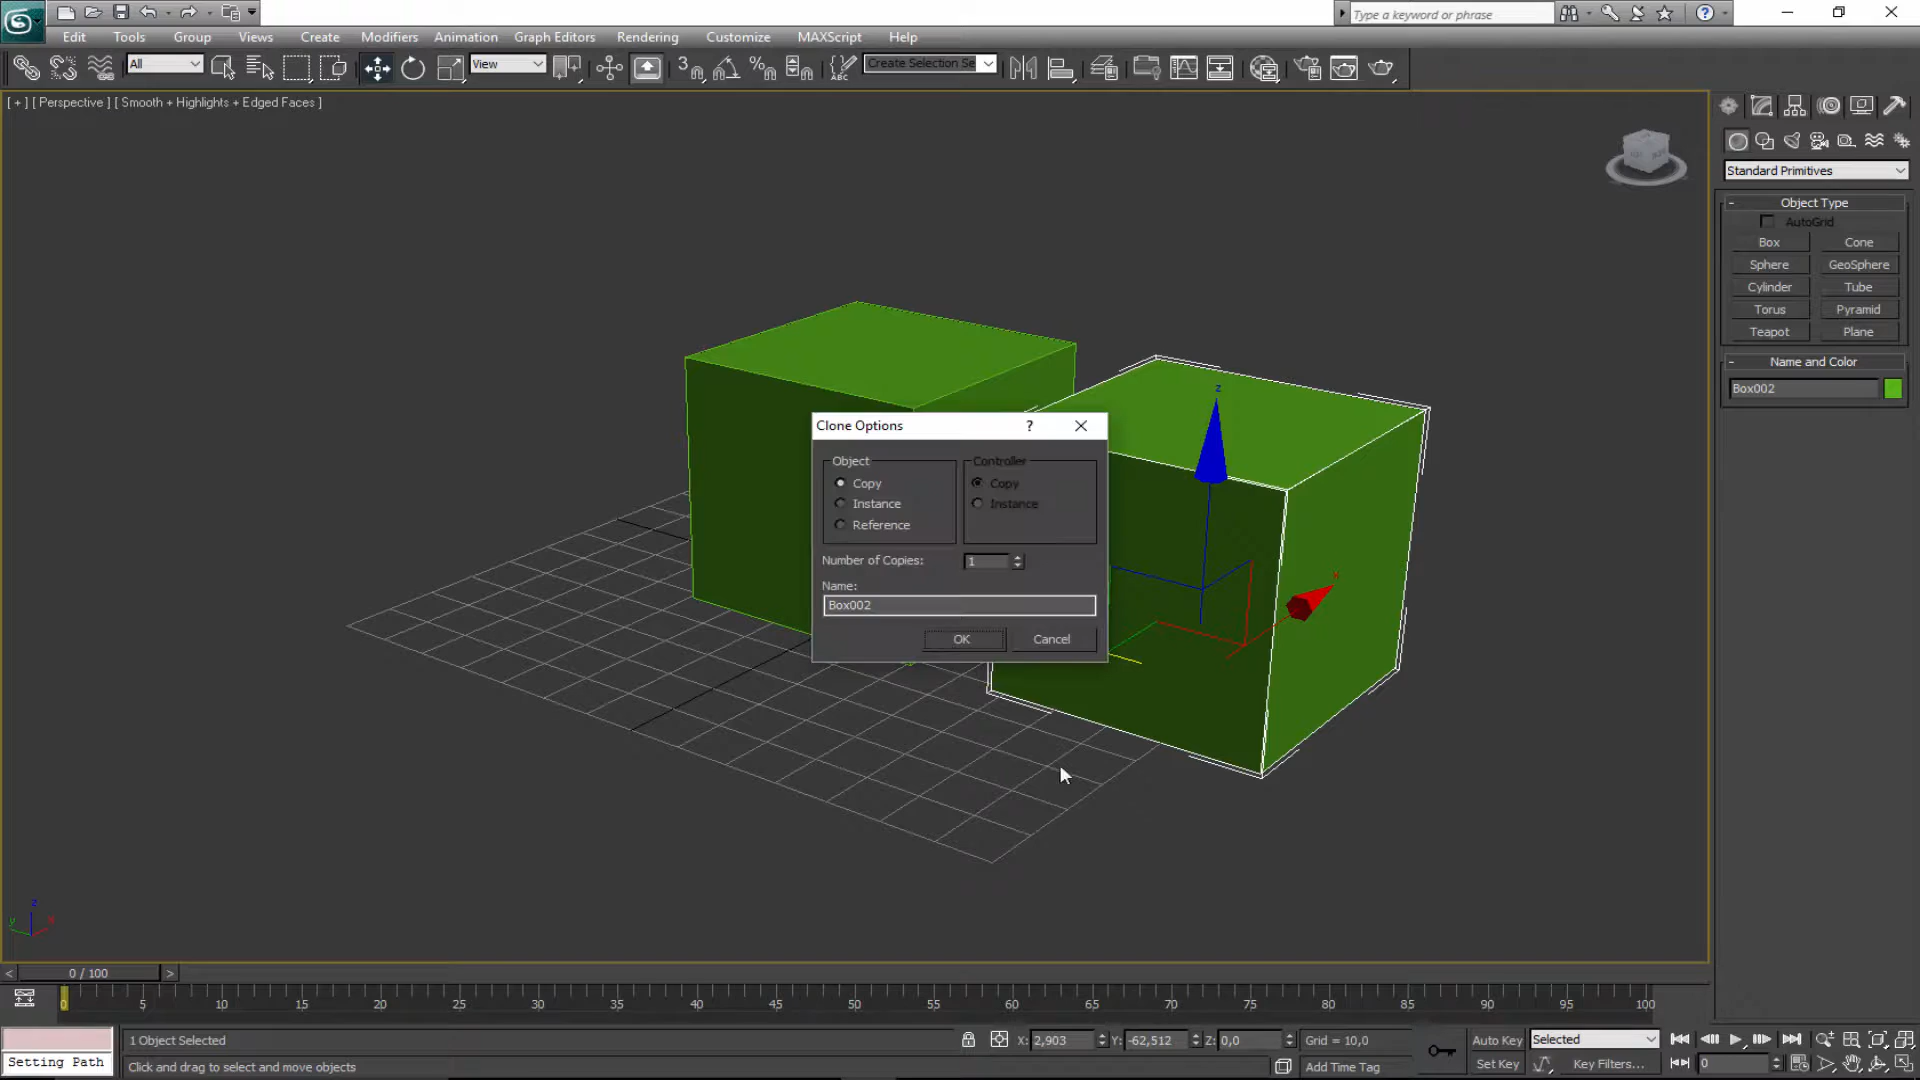 Type a keyword or phrase
Edit Tools Group Views Create Modifiers Animation Graph Editors Rendering Customize MAXScript Help
All View 3 Create Selection Se
[ + ] [ Perspective ] [ Smooth + Highlights + Edged Faces ]
Standard Primitives
- Object Type
AutoGrid
Box Cone
Sphere GeoSphere
Cylinder Tube
Torus Pyramid
Teapot Plane
- Name and Color
Box002
Clone Options ? 
Object Controller
Copy Copy
Instance Instance
Reference
Number of Copies: 1
Name:
Box002
OK Cancel
z
x
z
y x
< 0 / 100 >
0 5 10 15 20 25 30 35 40 45 50 55 60 65 70 75 80 85 90 95 100
1 Object Selected X: 2,903 Y: -62,512 Z: 0,0 Grid = 10,0 Auto Key Selected
Setting Path Click and drag to select and move objects Add Time Tag Set Key Key Filters... 0